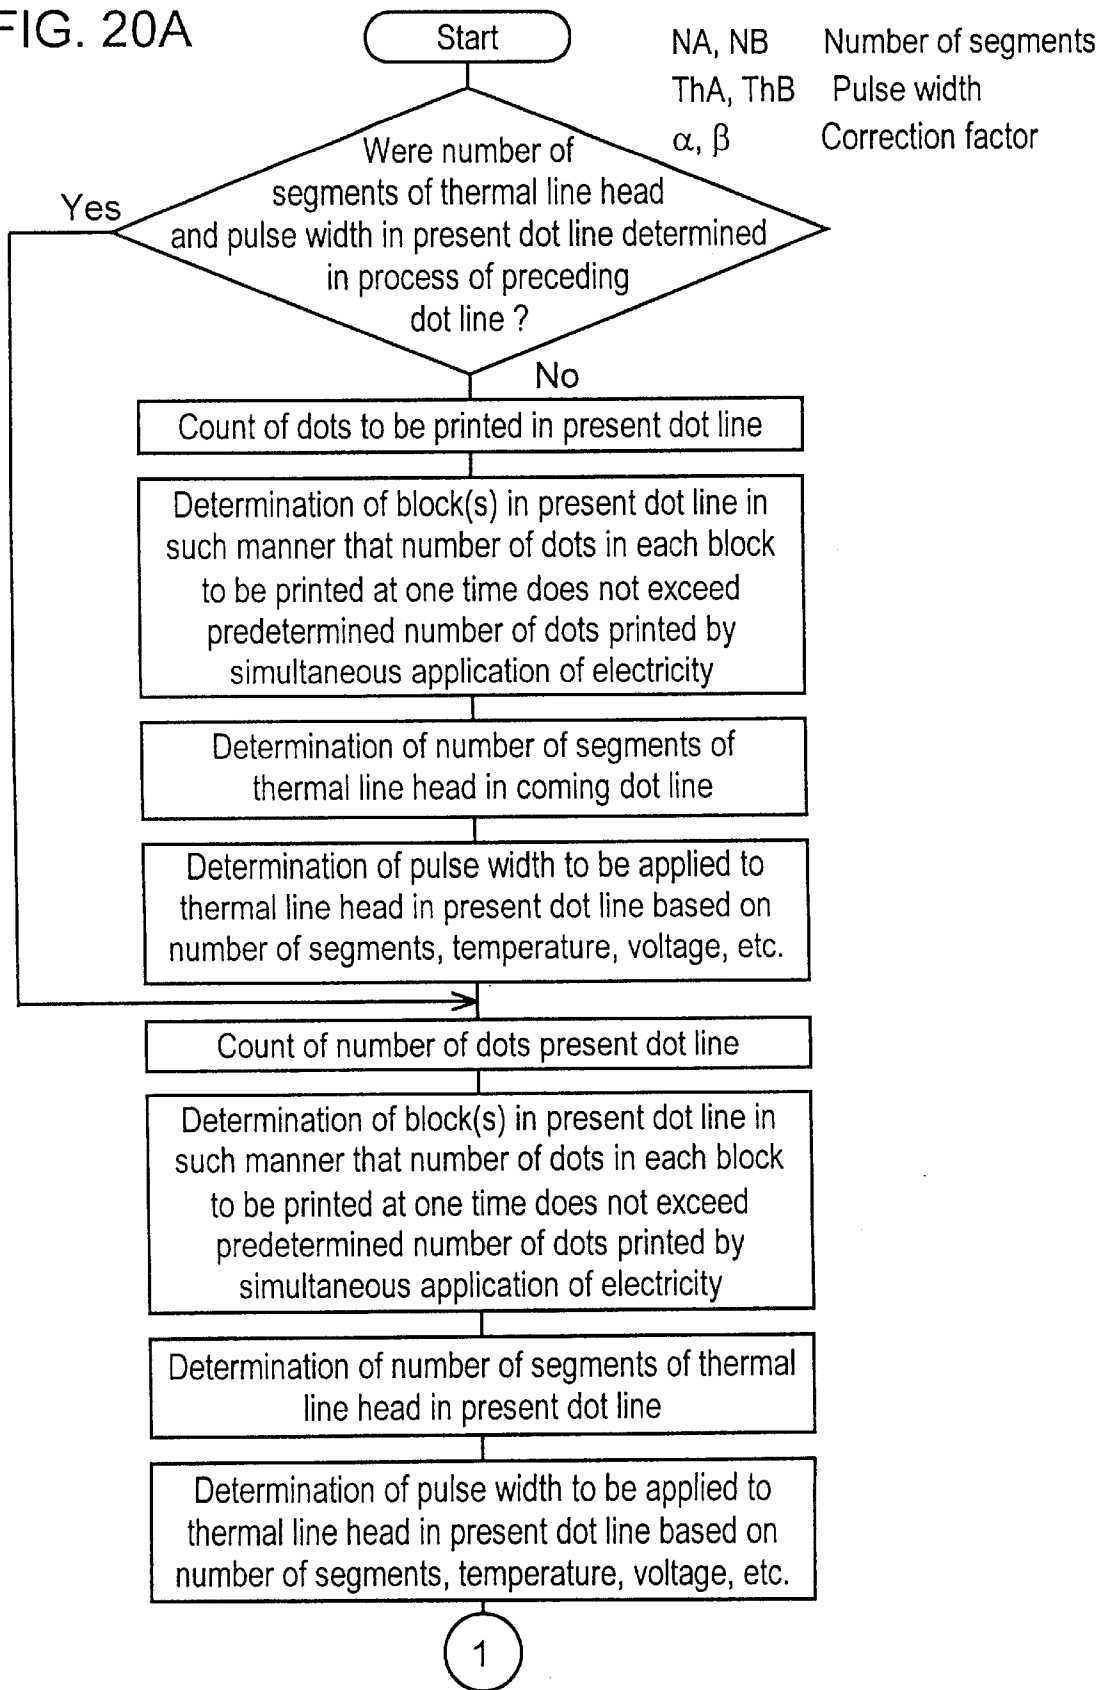 FIG. 20A
Start
NA, NB Number of segments
ThA, ThB Pulse width
α, β Correction factor
Were number of
segments of thermal line head
and pulse width in present dot line determined
in process of preceding
dot line ?
Yes
No
Count of dots to be printed in present dot line
Determination of block(s) in present dot line in
such manner that number of dots in each block
to be printed at one time does not exceed
predetermined number of dots printed by
simultaneous application of electricity
Determination of number of segments of
thermal line head in coming dot line
Determination of pulse width to be applied to
thermal line head in present dot line based on
number of segments, temperature, voltage, etc.
Count of number of dots present dot line
Determination of block(s) in present dot line in
such manner that number of dots in each block
to be printed at one time does not exceed
predetermined number of dots printed by
simultaneous application of electricity
Determination of number of segments of thermal
line head in present dot line
Determination of pulse width to be applied to
thermal line head in present dot line based on
number of segments, temperature, voltage, etc.
1